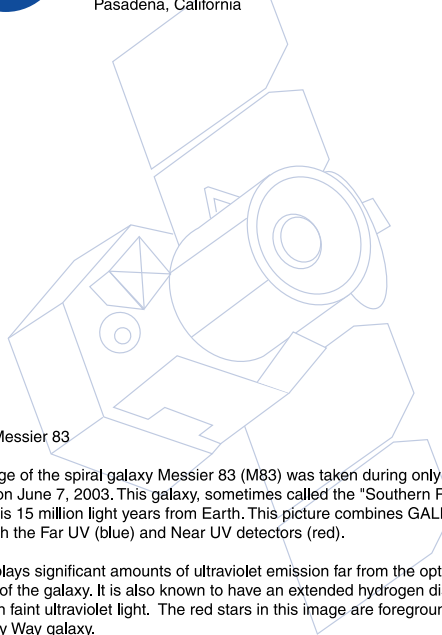 Pasadena, California
Messier 83
ge of the spiral galaxy Messier 83 (M83) was taken during only
on June 7, 2003. This galaxy, sometimes called the "Southern
is 15 million light years from Earth. This picture combines
h the Far UV (blue) and Near UV detectors (red).
lays significant amounts of ultraviolet emission far from the
of the galaxy. It is also known to have an extended hydrogen
n faint ultraviolet light. The red stars in this image are
y Way galaxy.